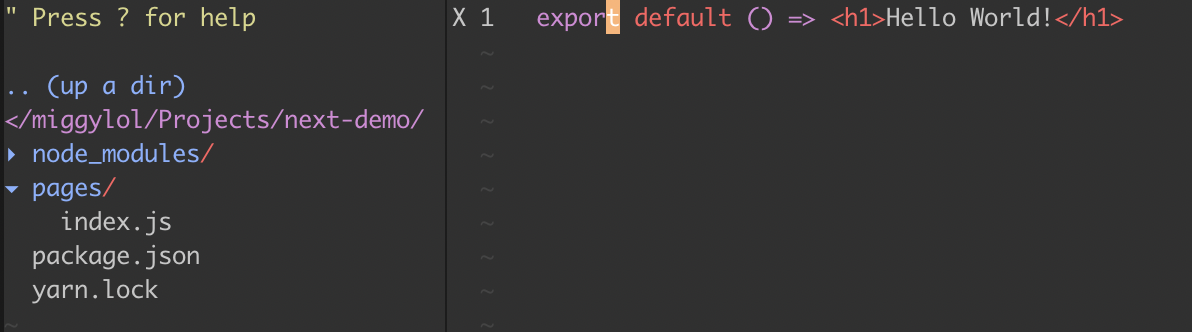 " Press ? for help
.. (up a dir)
</miggylol/Projects/next-demo/
▸ node_modules/
▾ pages/
index.js
package.json
yarn.lock
~
X 1 export default () => <h1>Hello World!</h1>
~
~
~
~
~
~
~
~
~